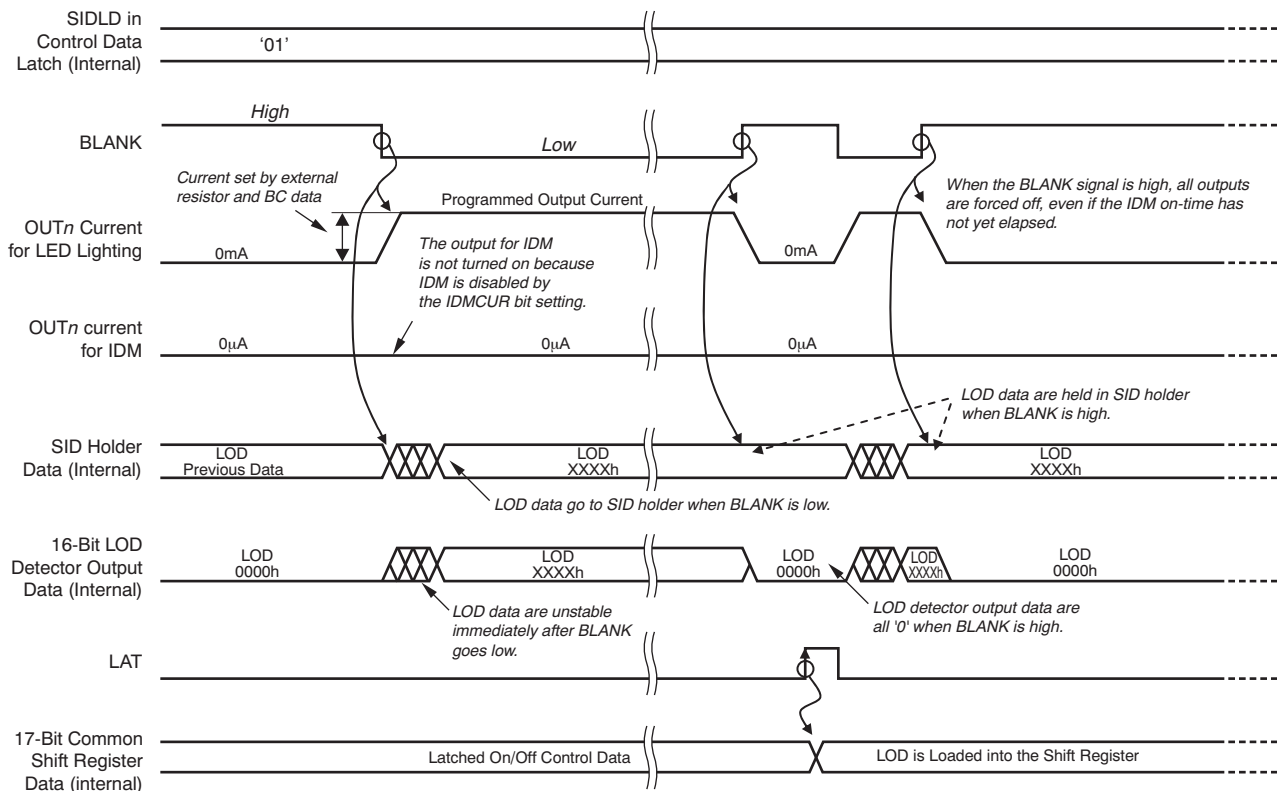 SIDLD in
Control Data
Latch (Internal)
‘01’
BLANK
High
Low
Current set by external
resistor and BC data
Programmed Output Current
When the BLANK signal is high, all outputs
are forced off, even if the IDM on-time has
not yet elapsed.
OUTn Current
for LED Lighting
0mA
0mA
The output for IDM
is not turned on because
IDM is disabled by
the IDMCUR bit setting.
OUTn current
for IDM
0μA
0μA
0μA
LOD data are held in SID holder
when BLANK is high.
SID Holder
Data (Internal)
LOD
Previous Data
LOD
XXXXh
LOD
XXXXh
LOD data go to SID holder when BLANK is low.
16-Bit LOD
Detector Output
Data (Internal)
LOD
0000h
LOD
XXXXh
LOD
0000h
LOD
XXXXh
LOD
0000h
LOD data are unstable
immediately after BLANK
goes low.
LOD detector output data are
all '0' when BLANK is high.
LAT
17-Bit Common
Shift Register
Data (internal)
Latched On/Off Control Data
LOD is Loaded into the Shift Register